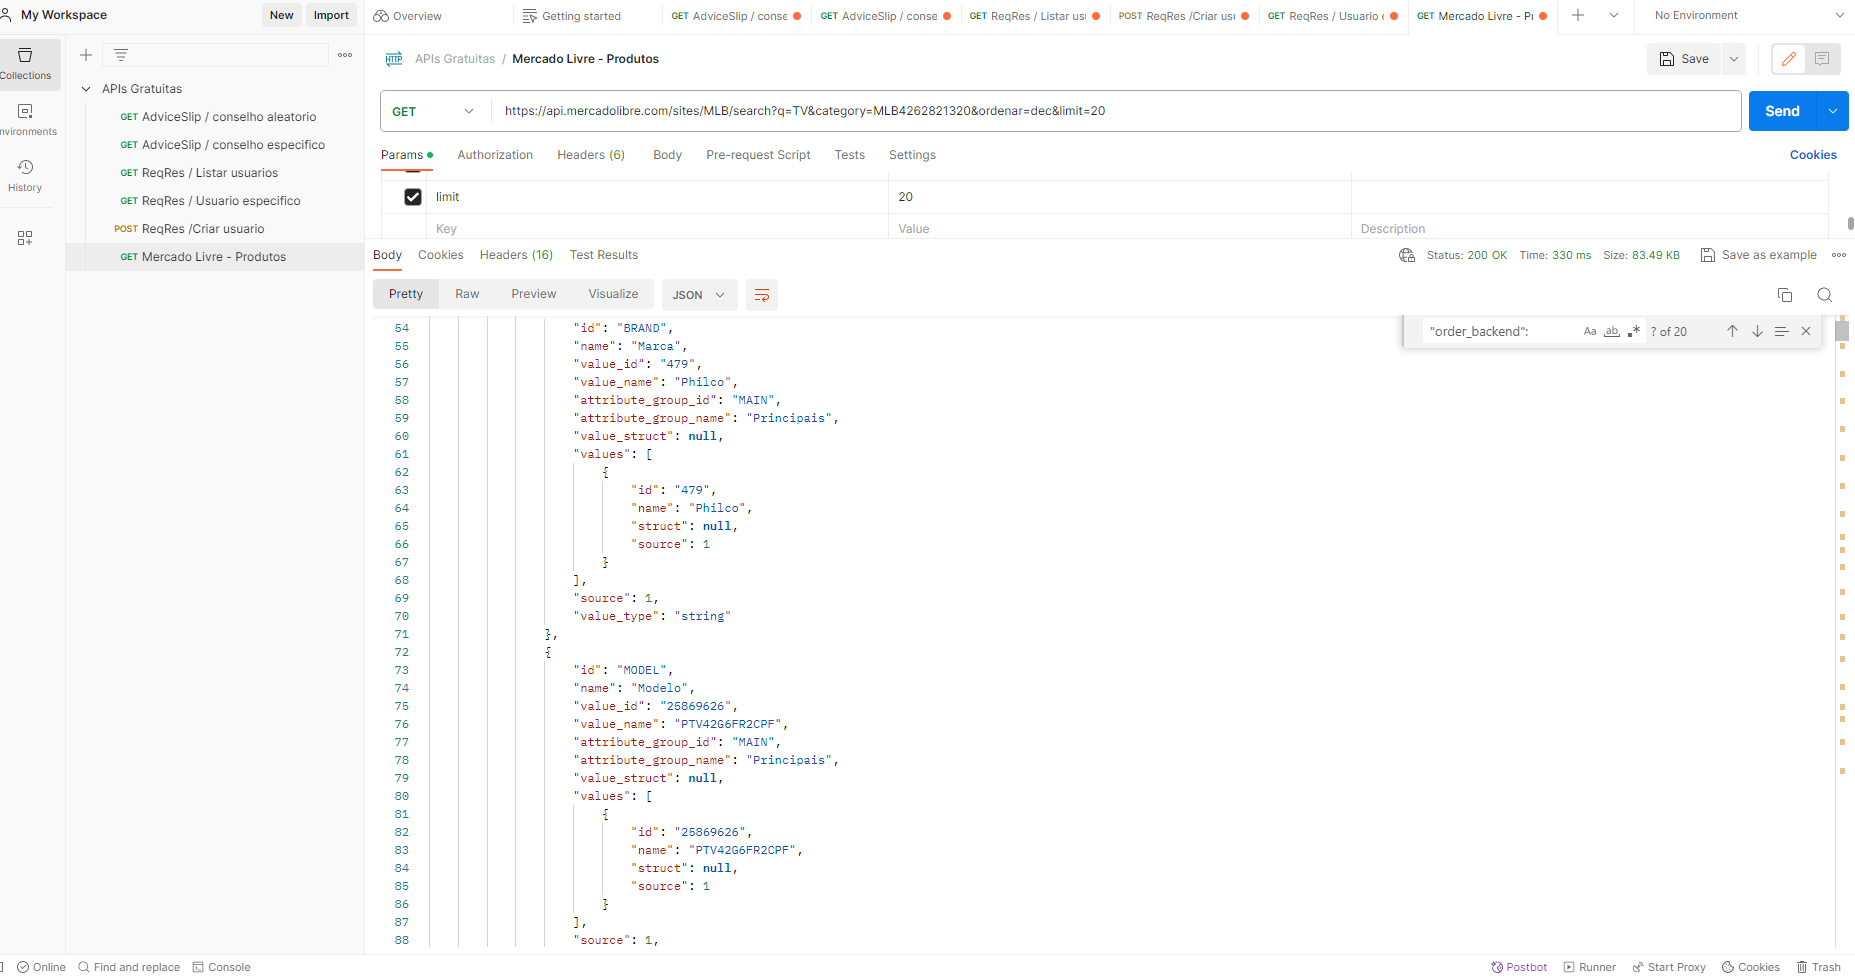 My Workspace
New
Import
Overview
Getting started
GET AdviceSlip / conse
GET AdviceSlip / conse
GET ReqRes / Listar us
POST ReqRes /Criar us
GET ReqRes / Usuario
GET Mercado Livre - P
No Environment
Collections
APIs Gratuitas / Mercado Livre - Produtos
Save
APIs Gratuitas
GET AdviceSlip / conselho aleatorio
GET AdviceSlip / conselho especifico
GET ReqRes / Listar usuarios
GET ReqRes / Usuario especifico
POST ReqRes /Criar usuario
GET Mercado Livre - Produtos
nvironments
History
GET
https://api.mercadolibre.com/sites/MLB/search?q=TV&category=MLB4262821320&ordenar=dec&limit=20
Send
Params
Authorization
Headers (6)
Body
Pre-request Script
Tests
Settings
Cookies
limit
20
Key
Value
Description
Body
Cookies
Headers (16)
Test Results
Status: 200 OK
Time: 330 ms
Size: 83.49 KB
Save as example
Pretty
Raw
Preview
Visualize
JSON
"order_backend":
Aa
ab
? of 20
54 "id": "BRAND",
55 "name": "Marca",
56 "value_id": "479",
57 "value_name": "Philco",
58 "attribute_group_id": "MAIN",
59 "attribute_group_name": "Principais",
60 "value_struct": null,
61 "values": [
62 {
63 "id": "479",
64 "name": "Philco",
65 "struct": null,
66 "source": 1
67 }
68 ],
69 "source": 1,
70 "value_type": "string"
71 },
72 {
73 "id": "MODEL",
74 "name": "Modelo",
75 "value_id": "25869626",
76 "value_name": "PTV42G6FR2CPF",
77 "attribute_group_id": "MAIN",
78 "attribute_group_name": "Principais",
79 "value_struct": null,
80 "values": [
81 {
82 "id": "25869626",
83 "name": "PTV42G6FR2CPF",
84 "struct": null,
85 "source": 1
86 }
87 ],
88 "source": 1,
Online
Find and replace
Console
Postbot
Runner
Start Proxy
Cookies
Trash